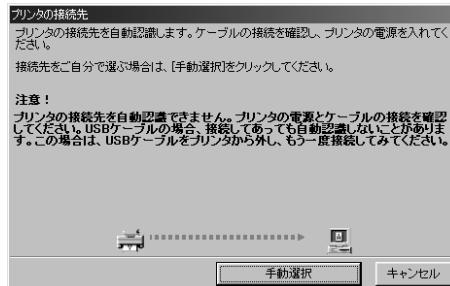 プリンタの接続先
プリンタの接続先を自動認識します。ケーブルの接続を確認し、プリンタの電源を入れてく
ださい。
接続先をご自分で選ぶ場合は、[手動選択]をクリックしてください。
注意！
プリンタの接続先を自動認識できません。プリンタの電源とケーブルの接続を確認
してください。USBケーブルの場合、接続してあっても自動認識しないことがありま
す。この場合は、USBケーブルをプリンタから外し、もう一度接続してみてください。
手動選択
キャンセル